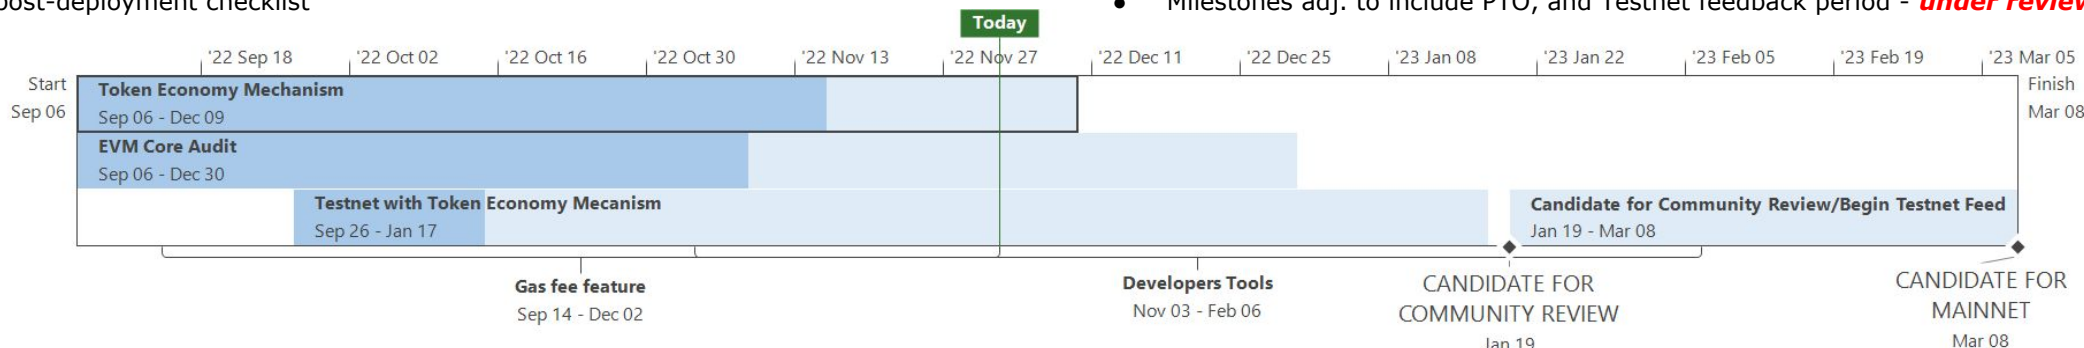 post-deployment checklist
● Milestones adj. to include PTO, and Testnet feedback period - under review
Today
'22 Sep 18 '22 Oct 02 '22 Oct 16 '22 Oct 30 '22 Nov 13 '22 Nov 27 '22 Dec 11 '22 Dec 25 '23 Jan 08 '23 Jan 22 '23 Feb 05 '23 Feb 19 '23 Mar 05
Start
Sep 06
Token Economy Mechanism
Sep 06 - Dec 09
Finish
Mar 08
EVM Core Audit
Sep 06 - Dec 30
Testnet with Token Economy Mecanism
Sep 26 - Jan 17
Candidate for Community Review/Begin Testnet Feed
Jan 19 - Mar 08
Gas fee feature
Sep 14 - Dec 02
Developers Tools
Nov 03 - Feb 06
CANDIDATE FOR
COMMUNITY REVIEW
Jan 19
CANDIDATE FOR
MAINNET
Mar 08